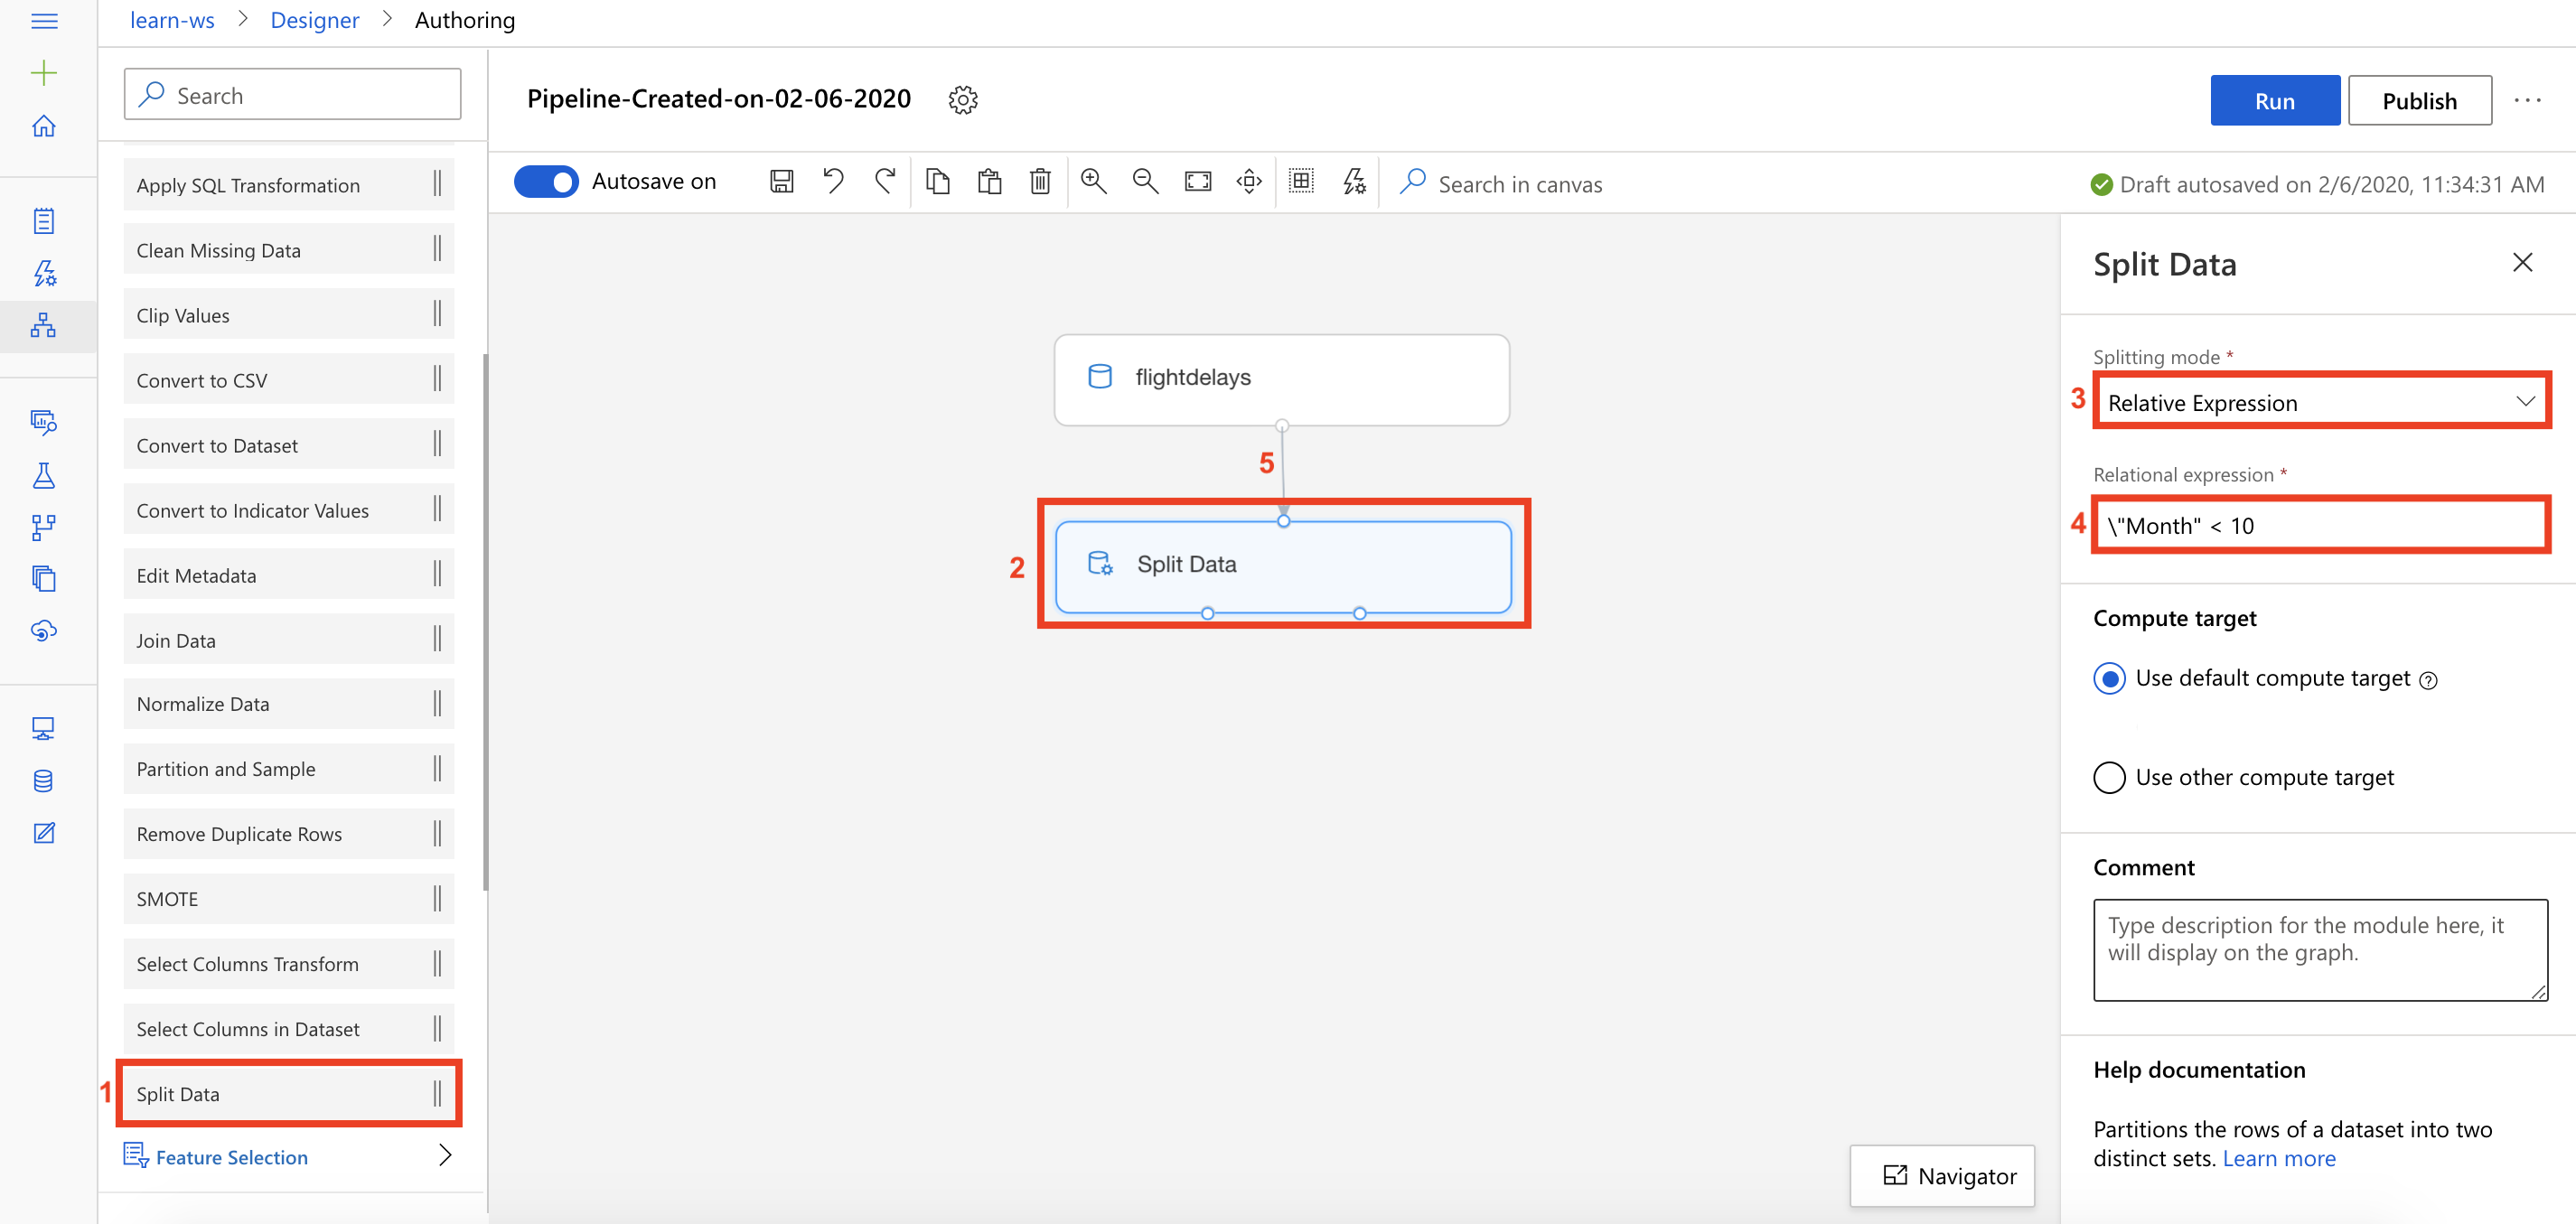 learn-ws > Designer > Authoring
Search
Apply SQL Transformation
Clean Missing Data
Clip Values
Convert to CSV
Convert to Dataset
Convert to Indicator Values
Edit Metadata
Join Data
Normalize Data
Partition and Sample
Remove Duplicate Rows
SMOTE
Select Columns Transform
Select Columns in Dataset
1
Split Data
Feature Selection
Pipeline-Created-on-02-06-2020
Run
Publish
Autosave on
Search in canvas
Draft autosaved on 2/6/2020, 11:34:31 AM
flightdelays
5
2
Split Data
Navigator
Split Data
Splitting mode *
3
Relative Expression
Relational expression *
4
\"Month" < 10
Compute target
Use default compute target
Use other compute target
Comment
Type description for the module here, it
will display on the graph.
Help documentation
Partitions the rows of a dataset into two
distinct sets. Learn more